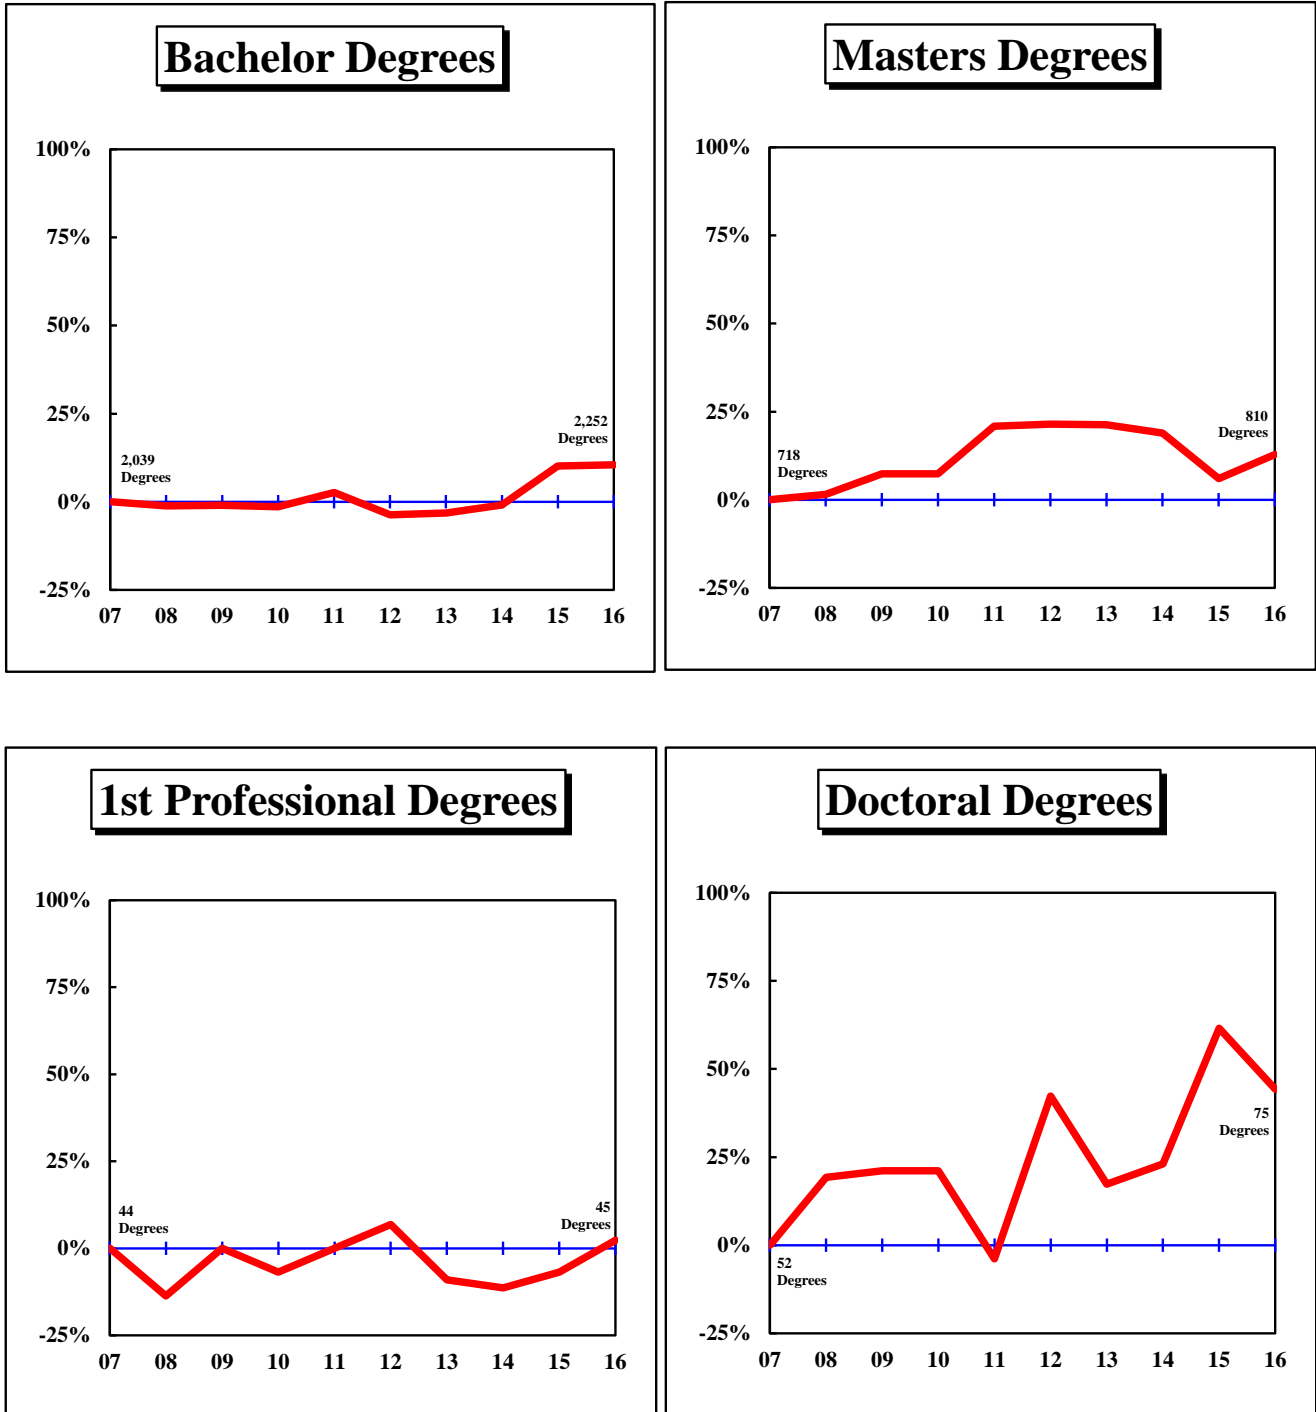 Bachelor Degrees
100%
75%
50%
25%
0%
-25%
2,039
Degrees
2,252
Degrees
07 08 09 10 11 12 13 14 15 16
Masters Degrees
100%
75%
50%
25%
0%
-25%
718
Degrees
810
Degrees
07 08 09 10 11 12 13 14 15 16
1st Professional Degrees
100%
75%
50%
25%
0%
-25%
44
Degrees
45
Degrees
07 08 09 10 11 12 13 14 15 16
Doctoral Degrees
100%
75%
50%
25%
0%
-25%
52
Degrees
75
Degrees
07 08 09 10 11 12 13 14 15 16